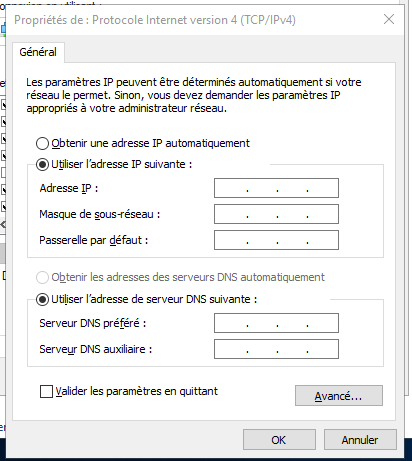 Propriétés de : Protocole Internet version 4 (TCP/IPv4)
Général
Les paramètres IP peuvent être déterminés automatiquement si votre
réseau le permet. Sinon, vous devez demander les paramètres IP
appropriés à votre administrateur réseau.
Obtenir une adresse IP automatiquement
Utiliser l'adresse IP suivante :
Adresse IP :
. . .
Masque de sous-réseau :
. . .
Passerelle par défaut :
. . .
Obtenir les adresses des serveurs DNS automatiquement
Utiliser l'adresse de serveur DNS suivante :
Serveur DNS préféré :
. . .
Serveur DNS auxiliaire :
. . .
Valider les paramètres en quittant
Avancé...
OK
Annuler